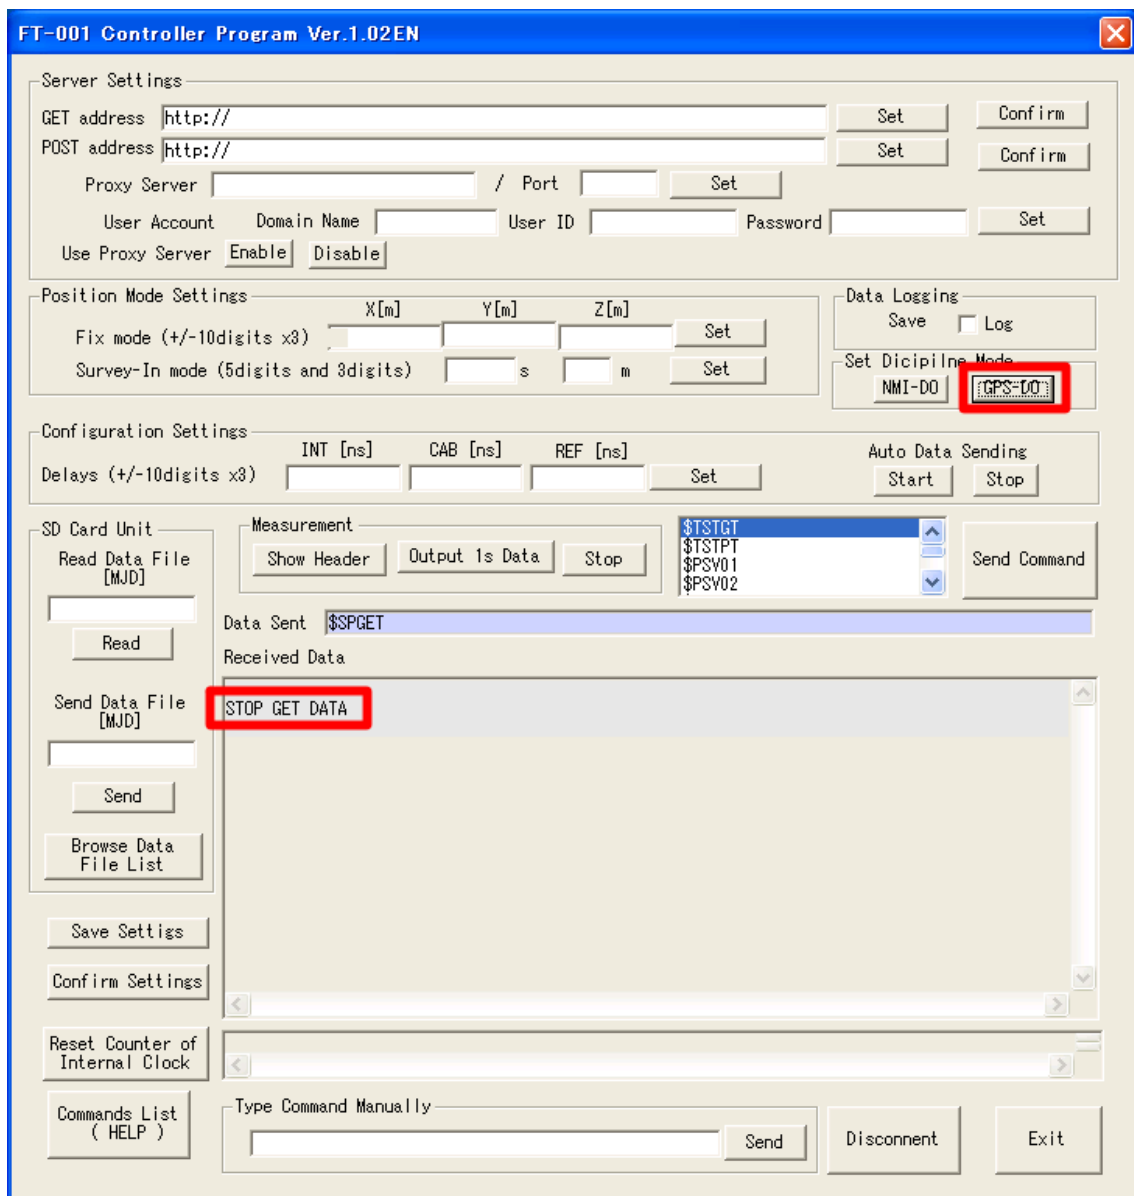 FT-001 Controller Program Ver.1.02EN
Server Settings
GET address http:// Set Confirm
POST address http:// Set Confirm
Proxy Server / Port Set
User Account Domain Name User ID Password Set
Use Proxy Server Enable Disable
Position Mode Settings
X[m] Y[m] Z[m]
Fix mode (+/-10digits x3) Set
Survey-In mode (5digits and 3digits) s m Set
Data Logging
Save Log
Set Dicipilne Mode
NMI-DO GPS-DO
Configuration Settings
INT [ns] CAB [ns] REF [ns]
Delays (+/-10digits x3) Set
Auto Data Sending
Start Stop
SD Card Unit
Read Data File
[MJD]
Read
Send Data File
[MJD]
Send
Browse Data
File List
Measurement
Show Header Output 1s Data Stop
$TSTGT
$TSTPT
$PSV01
$PSV02
Send Command
Data Sent $SPGET
Received Data
STOP GET DATA
Save Settigs
Confirm Settings
Reset Counter of
Internal Clock
Commands List
( HELP )
Type Command Manually
Send
Disconnent
Exit